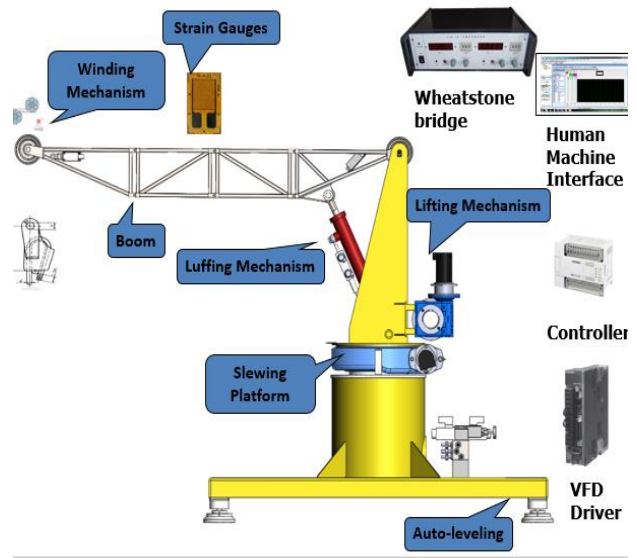 Strain Gauges
Winding
Mechanism
Wheatstone
bridge
Human
Machine
Interface
Lifting Mechanism
Boom
Luffing Mechanism
Controller
Slewing
Platform
VFD
Driver
Auto-leveling